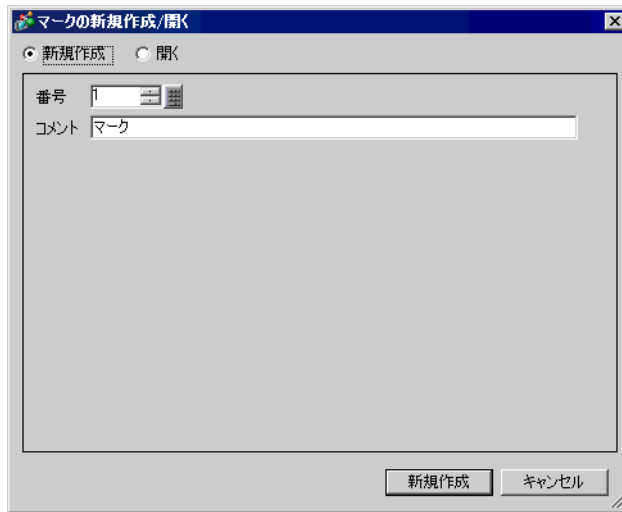 マークの新規作成/開く
新規作成 開く
番号 1
コメント マーク
新規作成 キャンセル